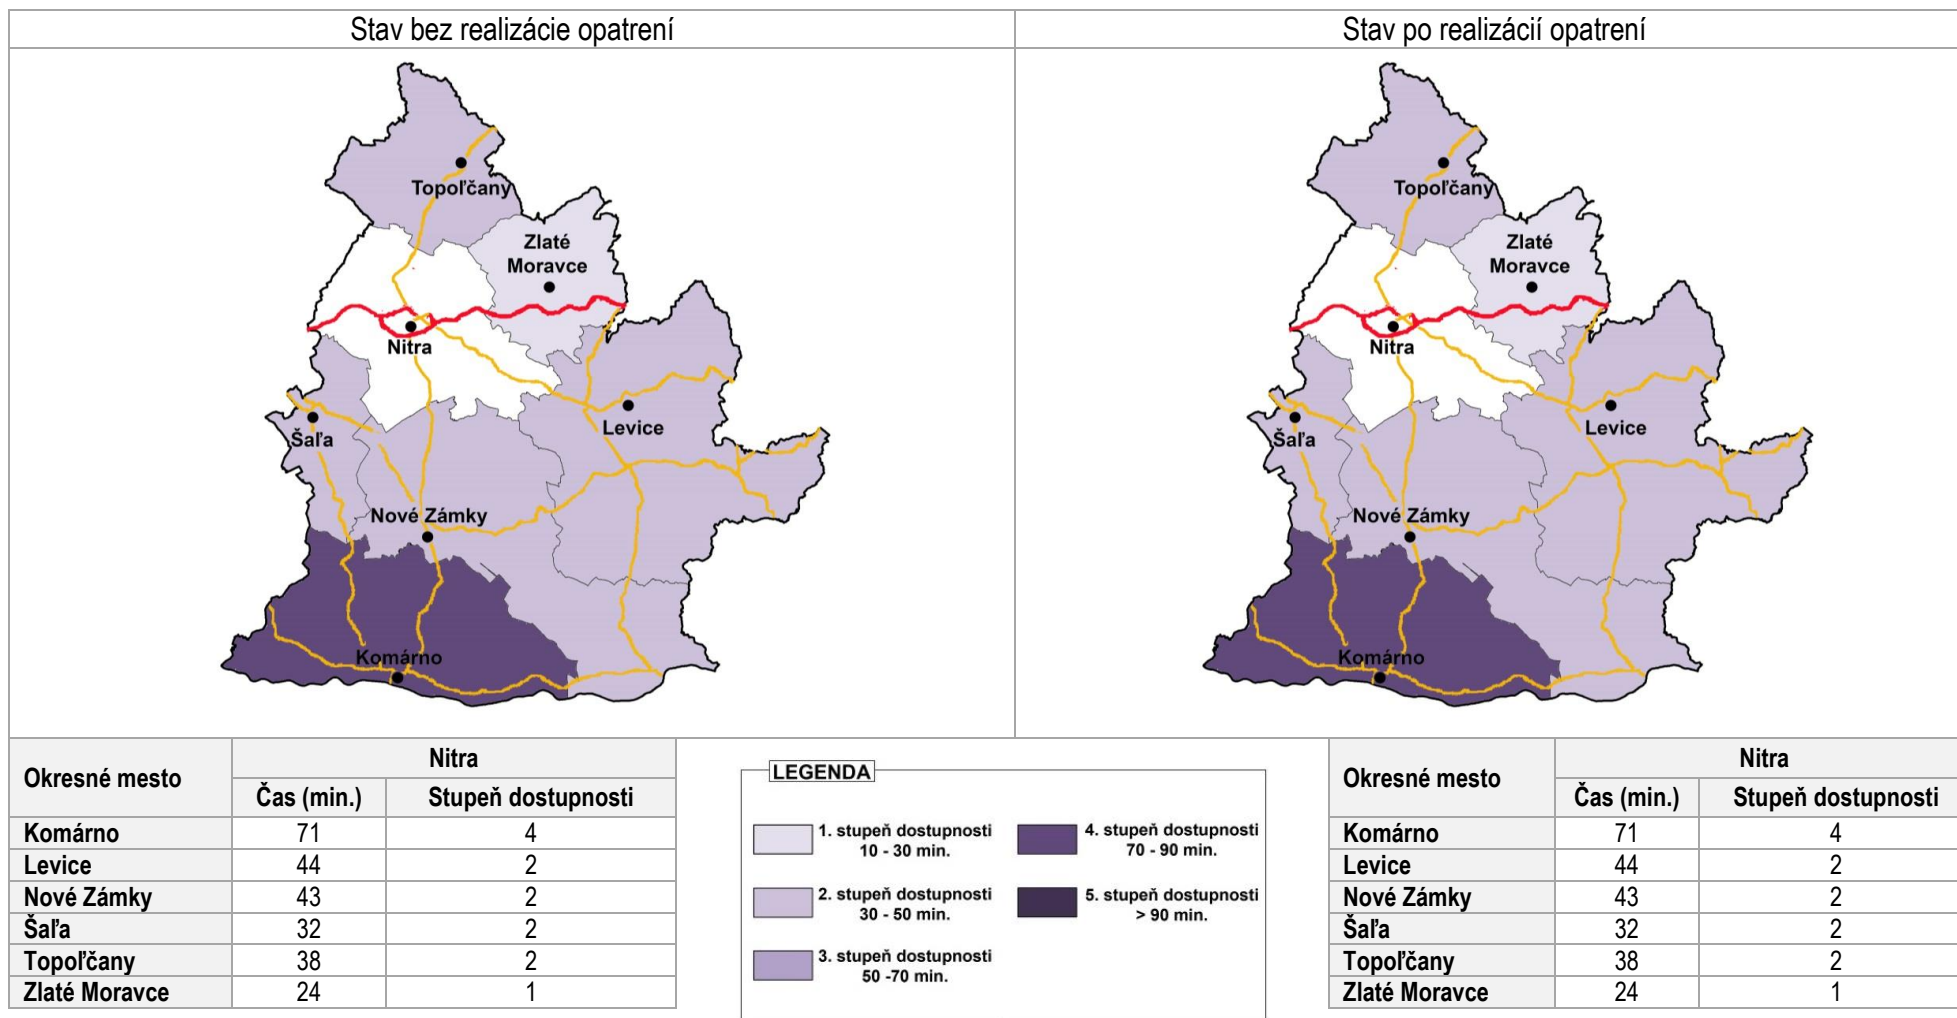 Stav bez realizácie opatrení
Stav po realizácií opatrení
Topoľčany
Zlaté
Moravce
Nitra
Šaľa
Levice
Nové Zámky
Komárno
Topoľčany
Zlaté
Moravce
Nitra
Šaľa
Levice
Nové Zámky
Komárno
Okresné mesto Nitra
Čas (min.) Stupeň dostupnosti
Komárno 71 4
Levice 44 2
Nové Zámky 43 2
Šaľa 32 2
Topoľčany 38 2
Zlaté Moravce 24 1
LEGENDA
1. stupeň dostupnosti
10 - 30 min.
2. stupeň dostupnosti
30 - 50 min.
3. stupeň dostupnosti
50 -70 min.
4. stupeň dostupnosti
70 - 90 min.
5. stupeň dostupnosti
> 90 min.
Okresné mesto Nitra
Čas (min.) Stupeň dostupnosti
Komárno 71 4
Levice 44 2
Nové Zámky 43 2
Šaľa 32 2
Topoľčany 38 2
Zlaté Moravce 24 1